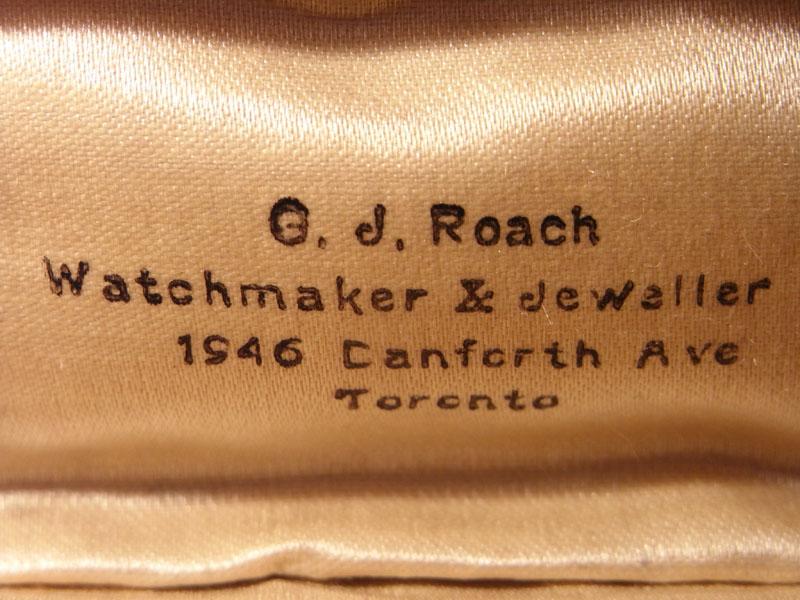 G. J. Roach
Watchmaker & Jeweller
1946 Danforth Ave
Toronto